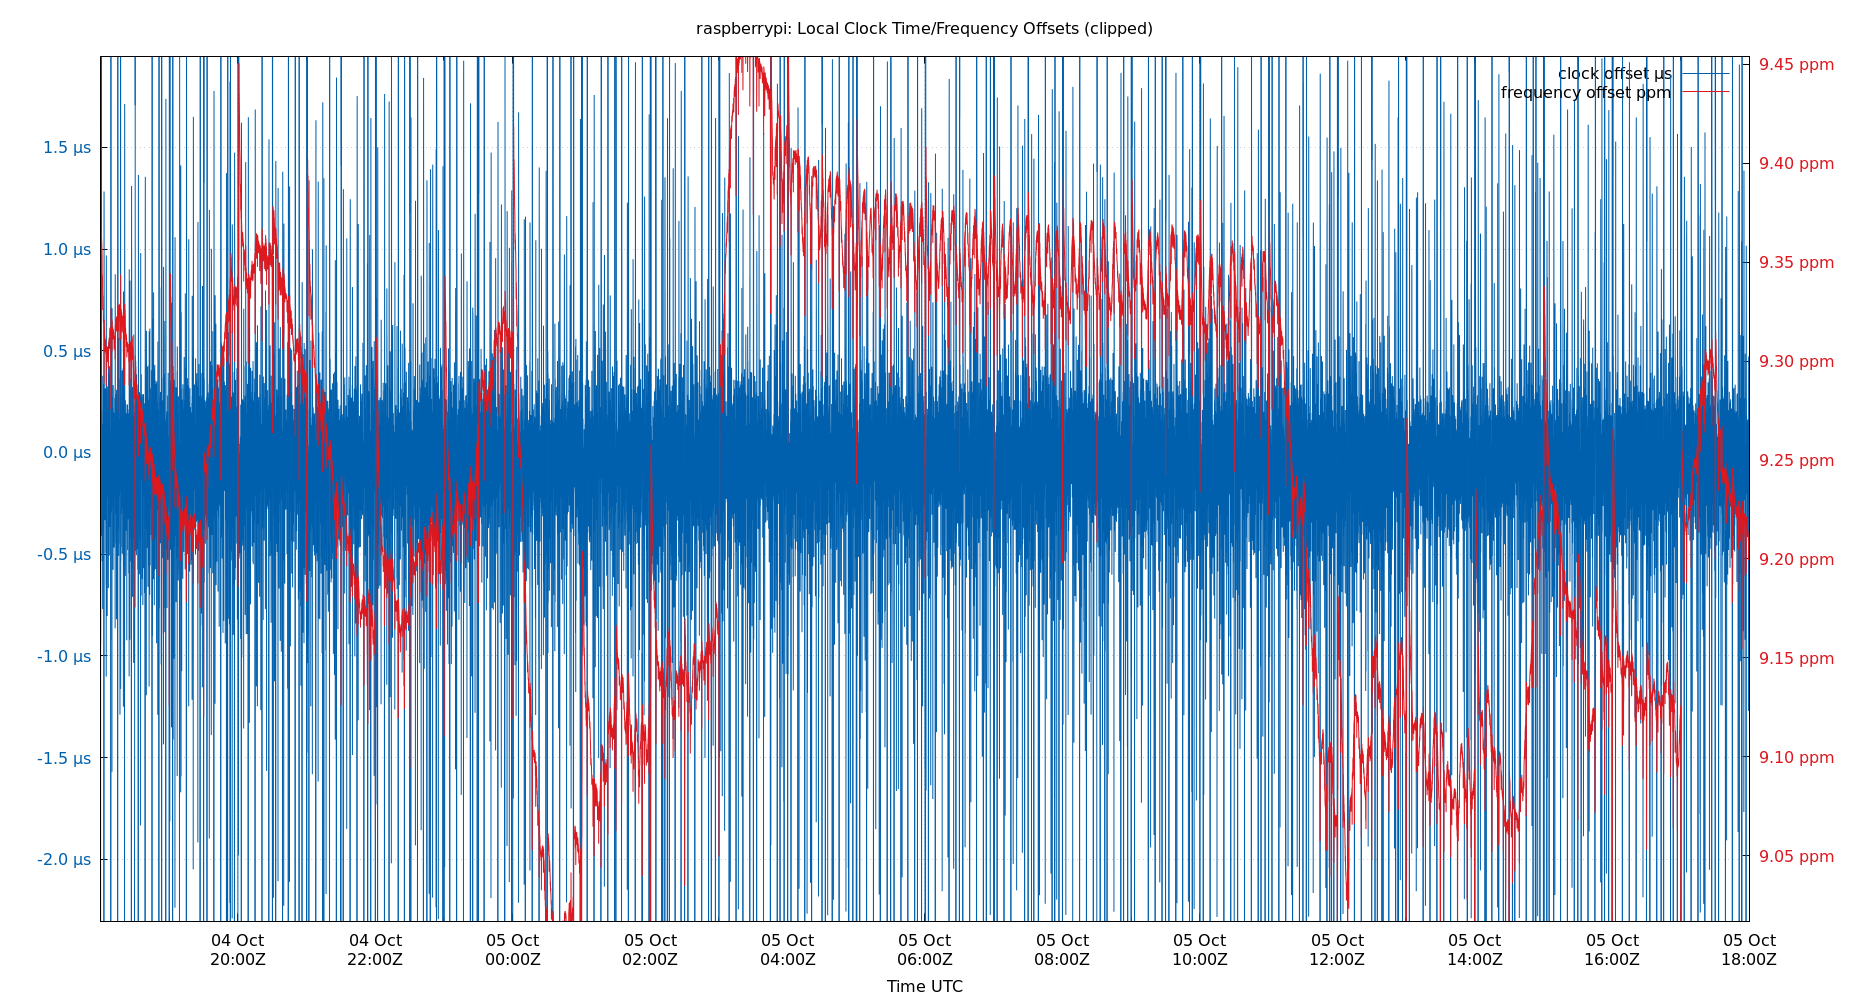 raspberrypi: Local Clock Time/Frequency Offsets (clipped)
clock offset µs
frequency offset ppm
1.5 µs
1.0 µs
0.5 µs
0.0 µs
-0.5 µs
-1.0 µs
-1.5 µs
-2.0 µs
9.45 ppm
9.40 ppm
9.35 ppm
9.30 ppm
9.25 ppm
9.20 ppm
9.15 ppm
9.10 ppm
9.05 ppm
04 Oct
20:00Z
04 Oct
22:00Z
05 Oct
00:00Z
05 Oct
02:00Z
05 Oct
04:00Z
05 Oct
06:00Z
05 Oct
08:00Z
05 Oct
10:00Z
05 Oct
12:00Z
05 Oct
14:00Z
05 Oct
16:00Z
05 Oct
18:00Z
Time UTC